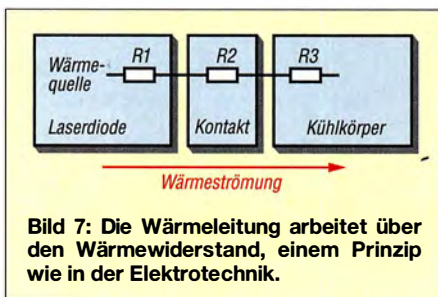 R1 R2 R3
Wärme-
quelle
Laserdiode Kontakt Kühlkörper
Wärmeströmung
Bild 7: Die Wärmeleitung arbeitet über
den Wärmewiderstand, einem Prinzip
wie in der Elektrotechnik.